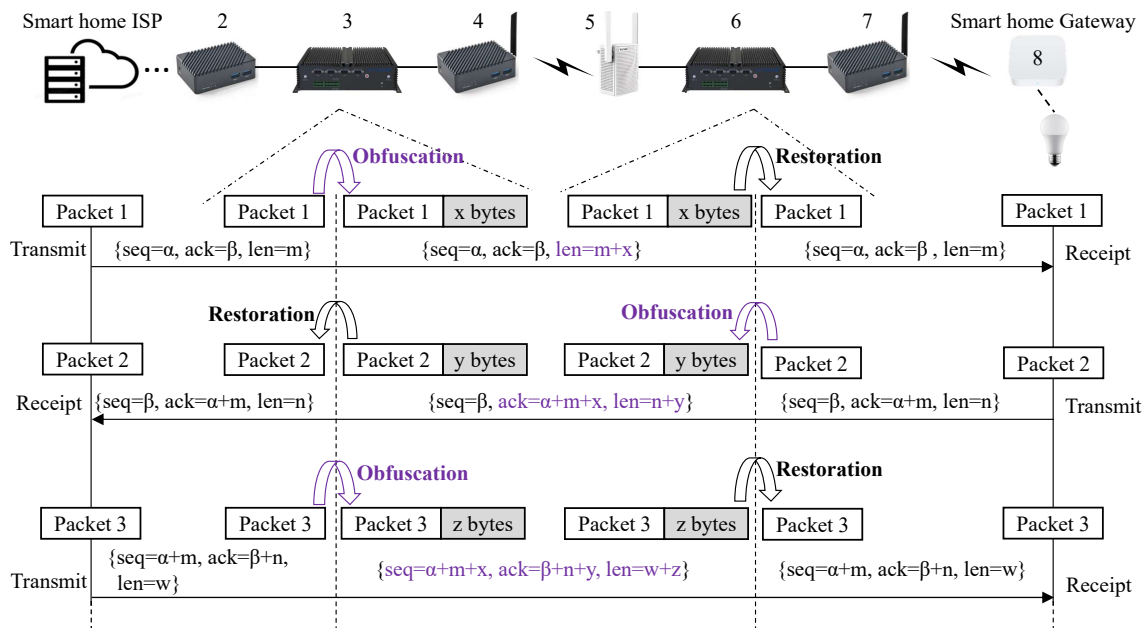 Smart home ISP
2
3
4
5
6
7
Smart home Gateway
8
Obfuscation
Restoration
Packet 1
Packet 1
Packet 1
x bytes
Packet 1
x bytes
Packet 1
Packet 1
Transmit
{seq=α, ack=β, len=m}
{seq=α, ack=β, len=m+x}
{seq=α, ack=β , len=m}
Receipt
Restoration
Obfuscation
Packet 2
Packet 2
Packet 2
y bytes
Packet 2
y bytes
Packet 2
Packet 2
Receipt
{seq=β, ack=α+m, len=n}
{seq=β, ack=α+m+x, len=n+y}
{seq=β, ack=α+m, len=n}
Transmit
Obfuscation
Restoration
Packet 3
Packet 3
Packet 3
z bytes
Packet 3
z bytes
Packet 3
Packet 3
Transmit
{seq=α+m, ack=β+n,
len=w}
{seq=α+m+x, ack=β+n+y, len=w+z}
{seq=α+m, ack=β+n, len=w}
Receipt